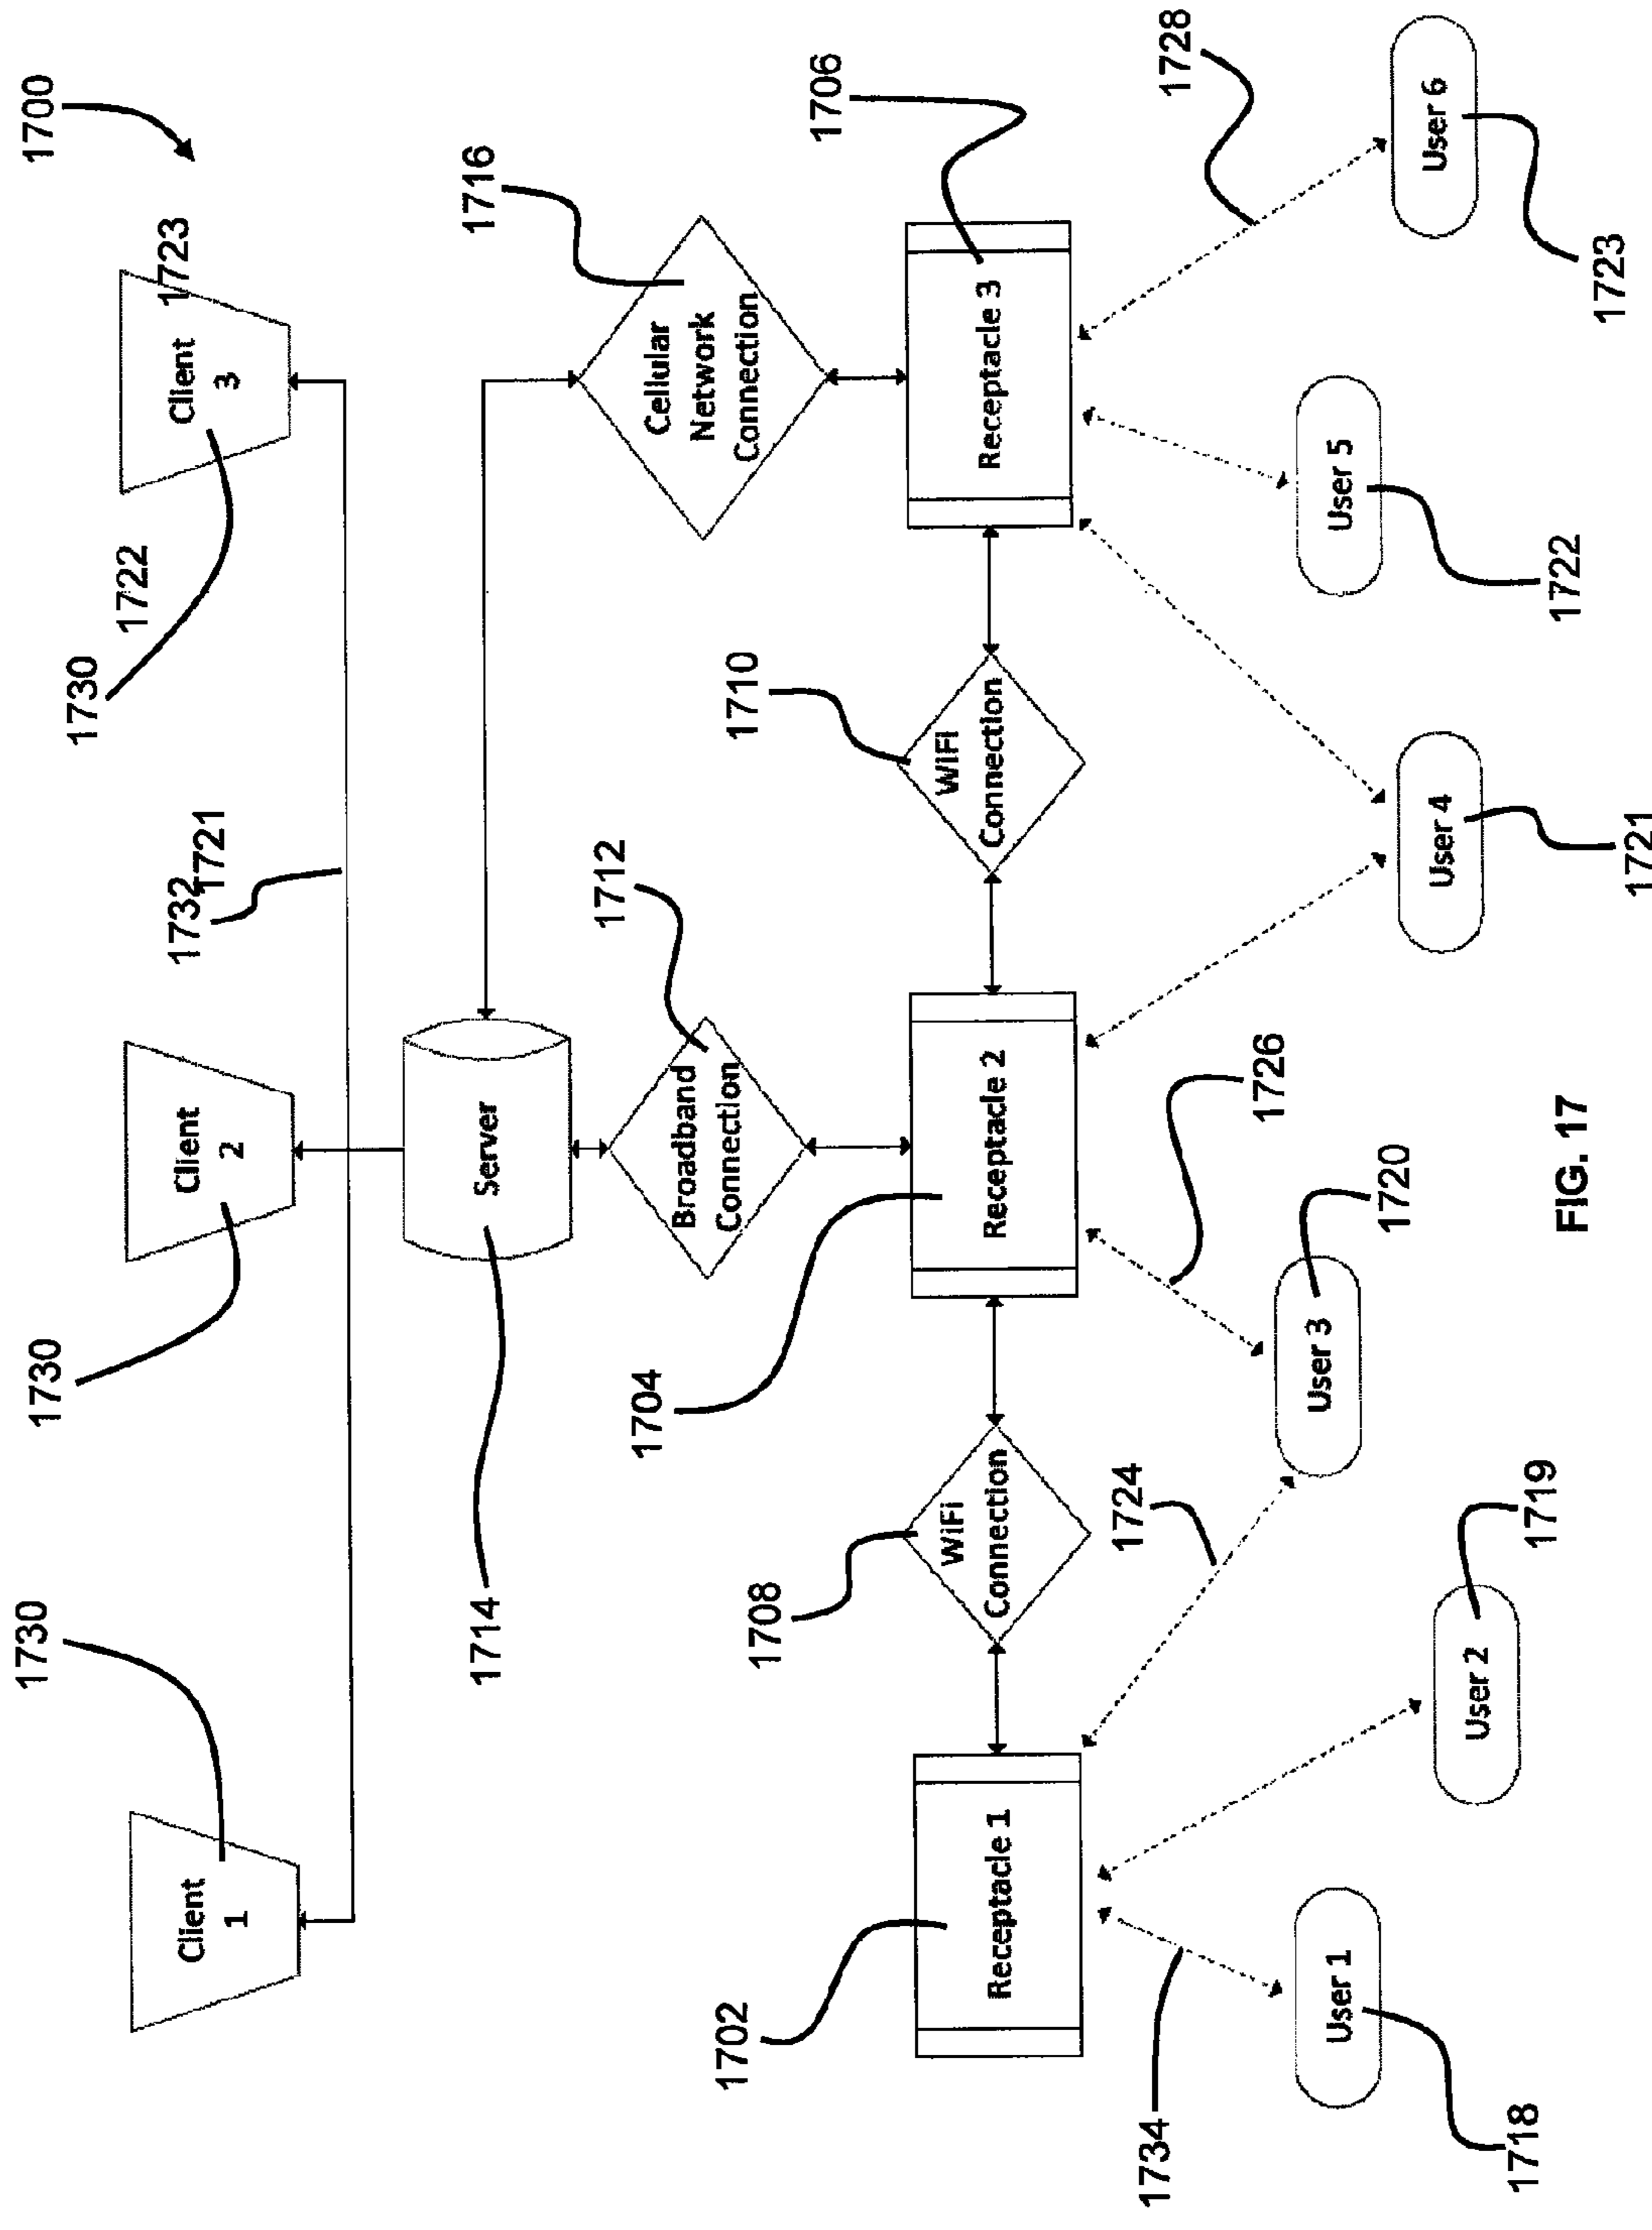 1700
1730
1730
1730
1722
1723
1732
1721
Client
1
Client
2
Client
3
1714
Server
1712
1716
Broadband
Connection
Cellular
Network
Connection
1702
1708
1704
1710
1706
Receptacle 1
WiFi
Connection
Receptacle 2
WiFi
Connection
Receptacle 3
1734
1724
1726
1728
User 1
User 2
User 3
User 4
User 5
User 6
1718
1719
1720
1721
1722
1723
FIG. 17